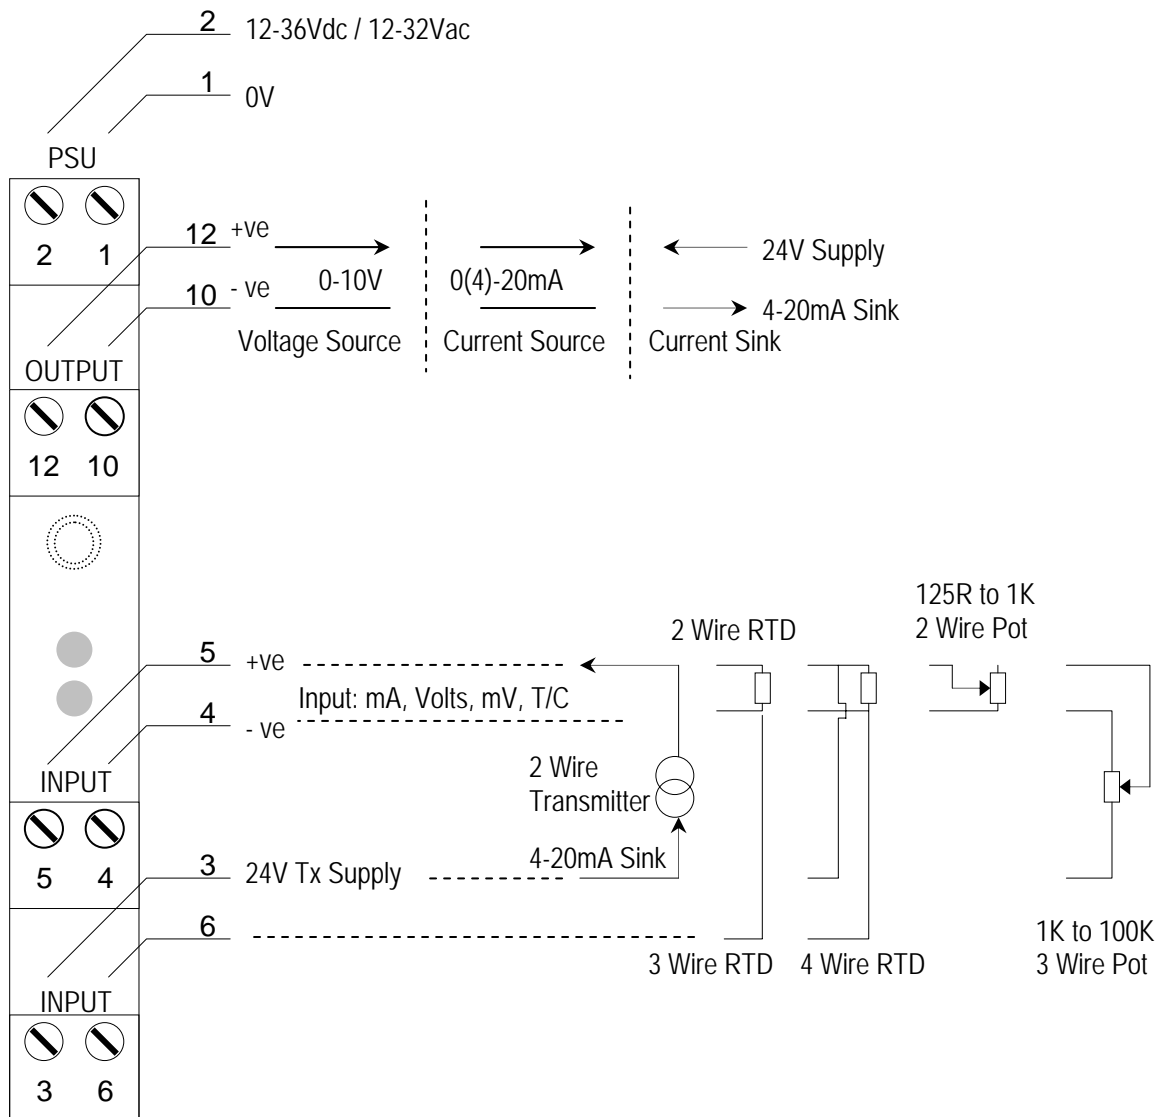 2 12-36Vdc / 12-32Vac
1 0V
PSU
2 1
12 +ve
24V Supply
0-10V 0(4)-20mA
10 - ve
4-20mA Sink
Voltage Source Current Source Current Sink
OUTPUT
12 10
125R to 1K
2 Wire Pot
2 Wire RTD
5 +ve
Input: mA, Volts, mV, T/C
4 - ve
INPUT
2 Wire
Transmitter
5 4
3 24V Tx Supply
4-20mA Sink
6
3 Wire RTD 4 Wire RTD
1K to 100K
3 Wire Pot
INPUT
3 6